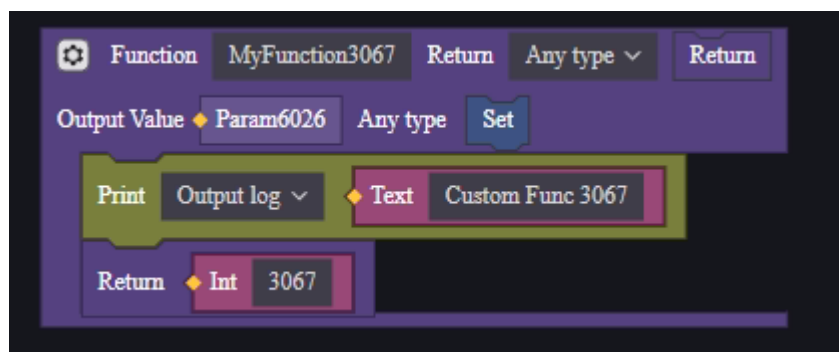 Function MyFunction3067 Return Any type Return
Output Value Param6026 Any type Set
Print Output log Text Custom Func 3067
Return Int 3067